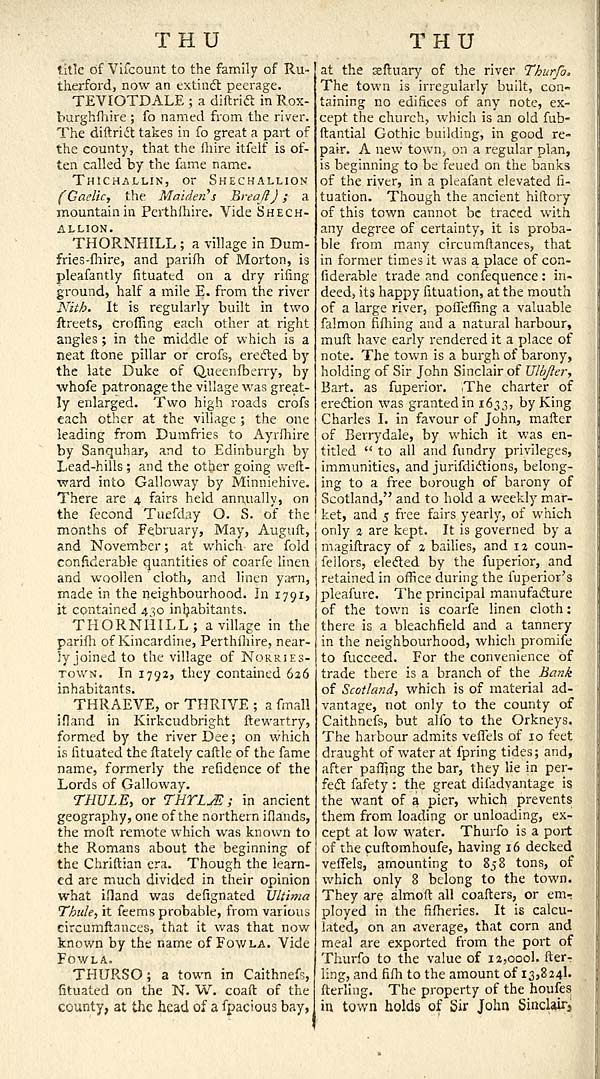 THU
title of Viſcount to the family of Ru-
therford, now an extinct peerage.
TEVIOTDALE ; a diſtrict in Rox-
burghſhire ; ſo named from the river.
The diſtrict takes in ſo great a part of
the county, that the ſhire itſelf is of-
ten called by the ſame name.
THICHALLIN, or SHECHALLION
(Gaelic, the Maiden's Breaſt) ; a
mountain in Perthſhire. Vide SHECH-
ALLION.
THORNHILL ; a village in Dum-
fries-ſhire, and pariſh of Morton, is
pleaſantly ſituated on a dry riſing
ground, half a mile E. from the river
Nith. It is regularly built in two
ſtreets, croſſing each other at right
angles ; in the middle of which is a
neat ſtone pillar or croſs, erected by
the late Duke of Queenſberry, by
whoſe patronage the village was great-
ly enlarged. Two high roads croſs
each other at the village ; the one
leading from Dumfries to Ayrſhire
by Sanquhar, and to Edinburgh by
Lead-hills ; and the other going weſt-
ward into Galloway by Minniehive.
There are 4 fairs held annually, on
the ſecond Tueſday O. S. of the
months of February, May, Auguſt,
and November ; at which are ſold
conſiderable quantities of coarſe linen
and woollen cloth, and linen yarn,
made in the neighbourhood. In 1791,
it contained 430 inhabitants.
THORNHILL ; a village in the
pariſh of Kincardine, Perthſhire, near-
ly joined to the village of NORRIES-
TOWN. In 1792, they contained 626
inhabitants.
THRAEVE, or THRIVE ; a ſmall
iſland in Kirkcudbright ſtewartry,
formed by the river Dee ; on which
is ſituated the ſtately caſtle of the ſame
name, formerly the reſidence of the
Lords of Galloway.
THULE, or THYLÆ ; in ancient
geography, one of the northern iſlands,
the moſt remote which was known to
the Romans about the beginning of
the Chriſtian era. Though the learn-
ed are much divided in their opinion
what iſland was deſignated Ultima
Thule, it ſeems probable, from various
circumſtances, that it was that now
known by the name of FOWLA. Vide
FOWLA.
THURSO ; a town in Caithneſs,
ſituated on the N. W. coaſt of the
county, at the head of a ſpacious bay,
THU
at the æſtuary of the river Thurſo.
The town is irregularly built, con-
taining no edifices of any note, ex-
cept the church, which is an old ſub-
ſtantial Gothic building, in good re-
pair. A new town, on a regular plan,
is beginning to be feued on the banks
of the river, in a pleaſant elevated ſi-
tuation. Though the ancient hiſtory
of this town cannot be traced with
any degree of certainty, it is proba-
ble from many circumſtances, that
in former times it was a place of con-
ſiderable trade and conſequence : in-
deed, its happy ſituation, at the mouth
of a large river, poſſeſſing a valuable
ſalmon fiſhing and a natural harbour,
muſt have early rendered it a place of
note. The town is a burgh of barony,
holding of Sir John Sinclair of Ulbſter,
Bart. as ſuperior. The charter of
erection was granted in 1633, by King
Charles I. in favour of John, maſter
of Berrydale, by which it was en-
titled " to all and ſundry privileges,
immunities, and juriſdictions, belong-
ing to a free borough of barony of
Scotland," and to hold a weekly mar-
ket, and 5 free fairs yearly, of which
only 2 are kept. It is governed by a
magiſtracy of 2 bailies, and 12 coun-
ſellors, elected by the ſuperior, and
retained in office during the ſuperior's
pleaſure. The principal manufacture
of the town is coarſe linen cloth :
there is a bleachfield and a tannery
in the neighbourhood, which promiſe
to ſucceed. For the convenience of
trade there is a branch of the Bank
of Scotland, which is of material ad-
vantage, not only to the county of
Caithneſs, but alſo to the Orkneys.
The harbour admits veſſels of 10 feet
draught of water at ſpring tides ; and,
after paſſing the bar, they lie in per-
fect ſafety : the great diſadvantage is
the want of a pier, which prevents
them from loading or unloading, ex-
cept at low water. Thurſo is a port
of the cuſtomhouſe, having 16 decked
veſſels, amounting to 858 tons, of
which only 8 belong to the town.
They are almoſt all coaſters, or em-
ployed in the fiſheries. It is calcu-
lated, on an average, that corn and
meal are exported from the port of
Thurſo to the value of 12,000l. ſter-
ling, and fiſh to the amount of 13,824l.
ſterling. The property of the houſes
in town holds of Sir John Sinclair,